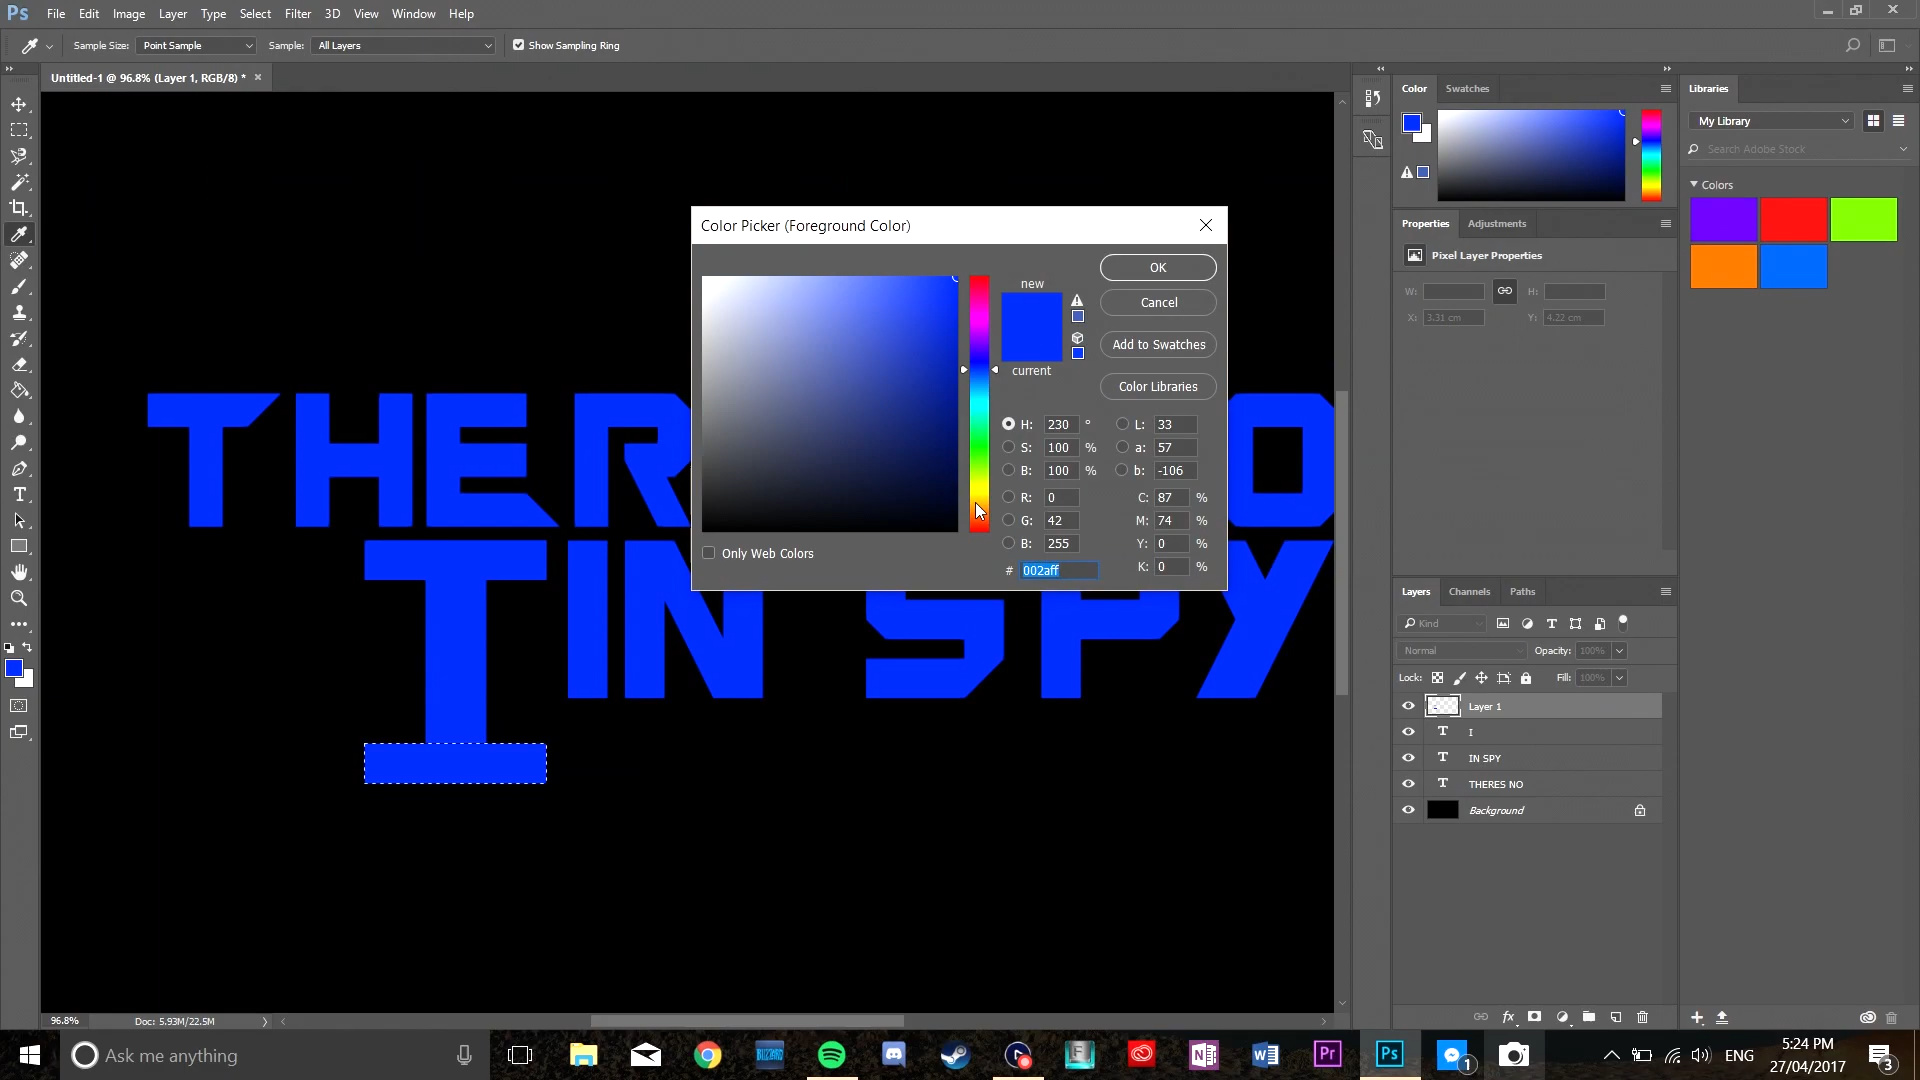 Ps File Edit Image Layer Type Select Filter 3D View Window Help
Sample Size: Point Sample Sample: All Layers Show Sampling Ring
Untitled-1 @ 96.8% (Layer 1, RGB/8) *
Color Swatches
Libraries
My Library
Search Adobe Stock
Colors
Properties Adjustments
Pixel Layer Properties
W: H:
X: 3.31 cm Y: 4.22 cm
Color Picker (Foreground Color)
new
current
OK
Cancel
Add to Swatches
Color Libraries
H: 230 ° L: 33
S: 100 % a: 57
B: 100 % b: -106
R: 0 C: 87 %
G: 42 M: 74 %
B: 255 Y: 0 %
# 002aff K: 0 %
Only Web Colors
THER O
I IN SPY
Layers Channels Paths
Kind
Normal Opacity: 100%
Lock: Fill: 100%
Layer 1
T I
T IN SPY
T THERES NO
Background
96.8% Doc: 5.93M/22.5M
Ask me anything
BLIZZARD
N
W
Pr
Ps
1
ENG
5:24 PM
27/04/2017
3